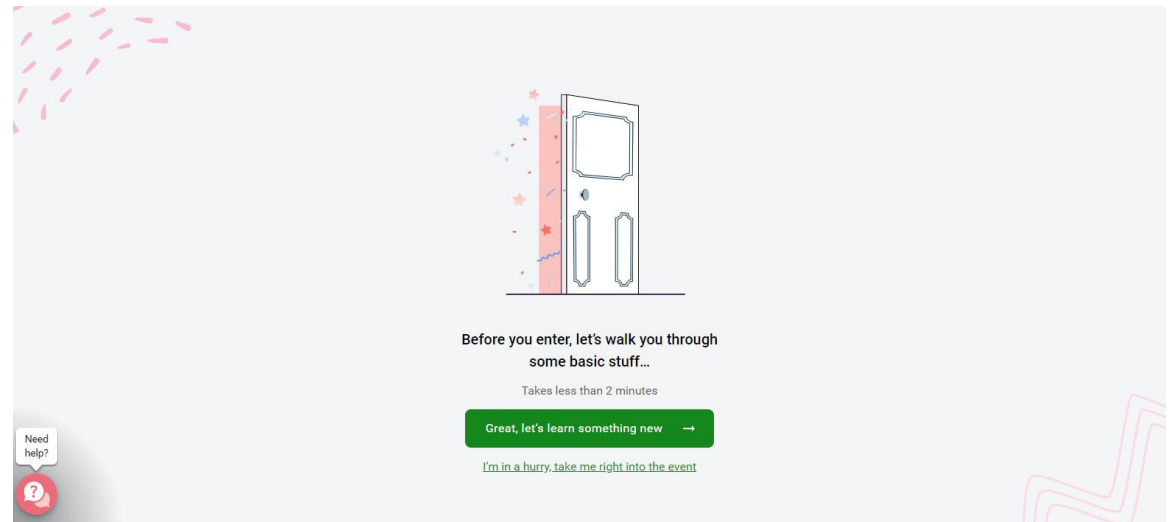 Before you enter, let's walk you through
some basic stuff...
Takes less than 2 minutes
Great, let's learn something new →
I'm in a hurry, take me right into the event
Need
help?
?